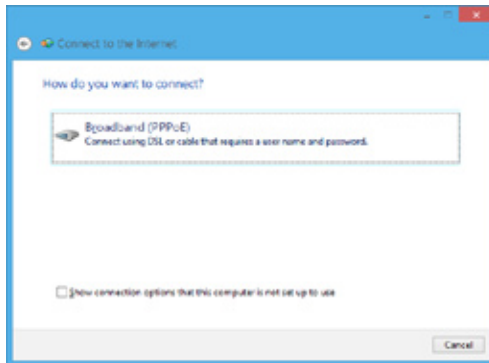 Connect to the Internet
How do you want to connect?
Broadband (PPPoE)
Connect using DSL or cable that requires a user name and password.
Show connection options that this computer is not set up to use
Cancel